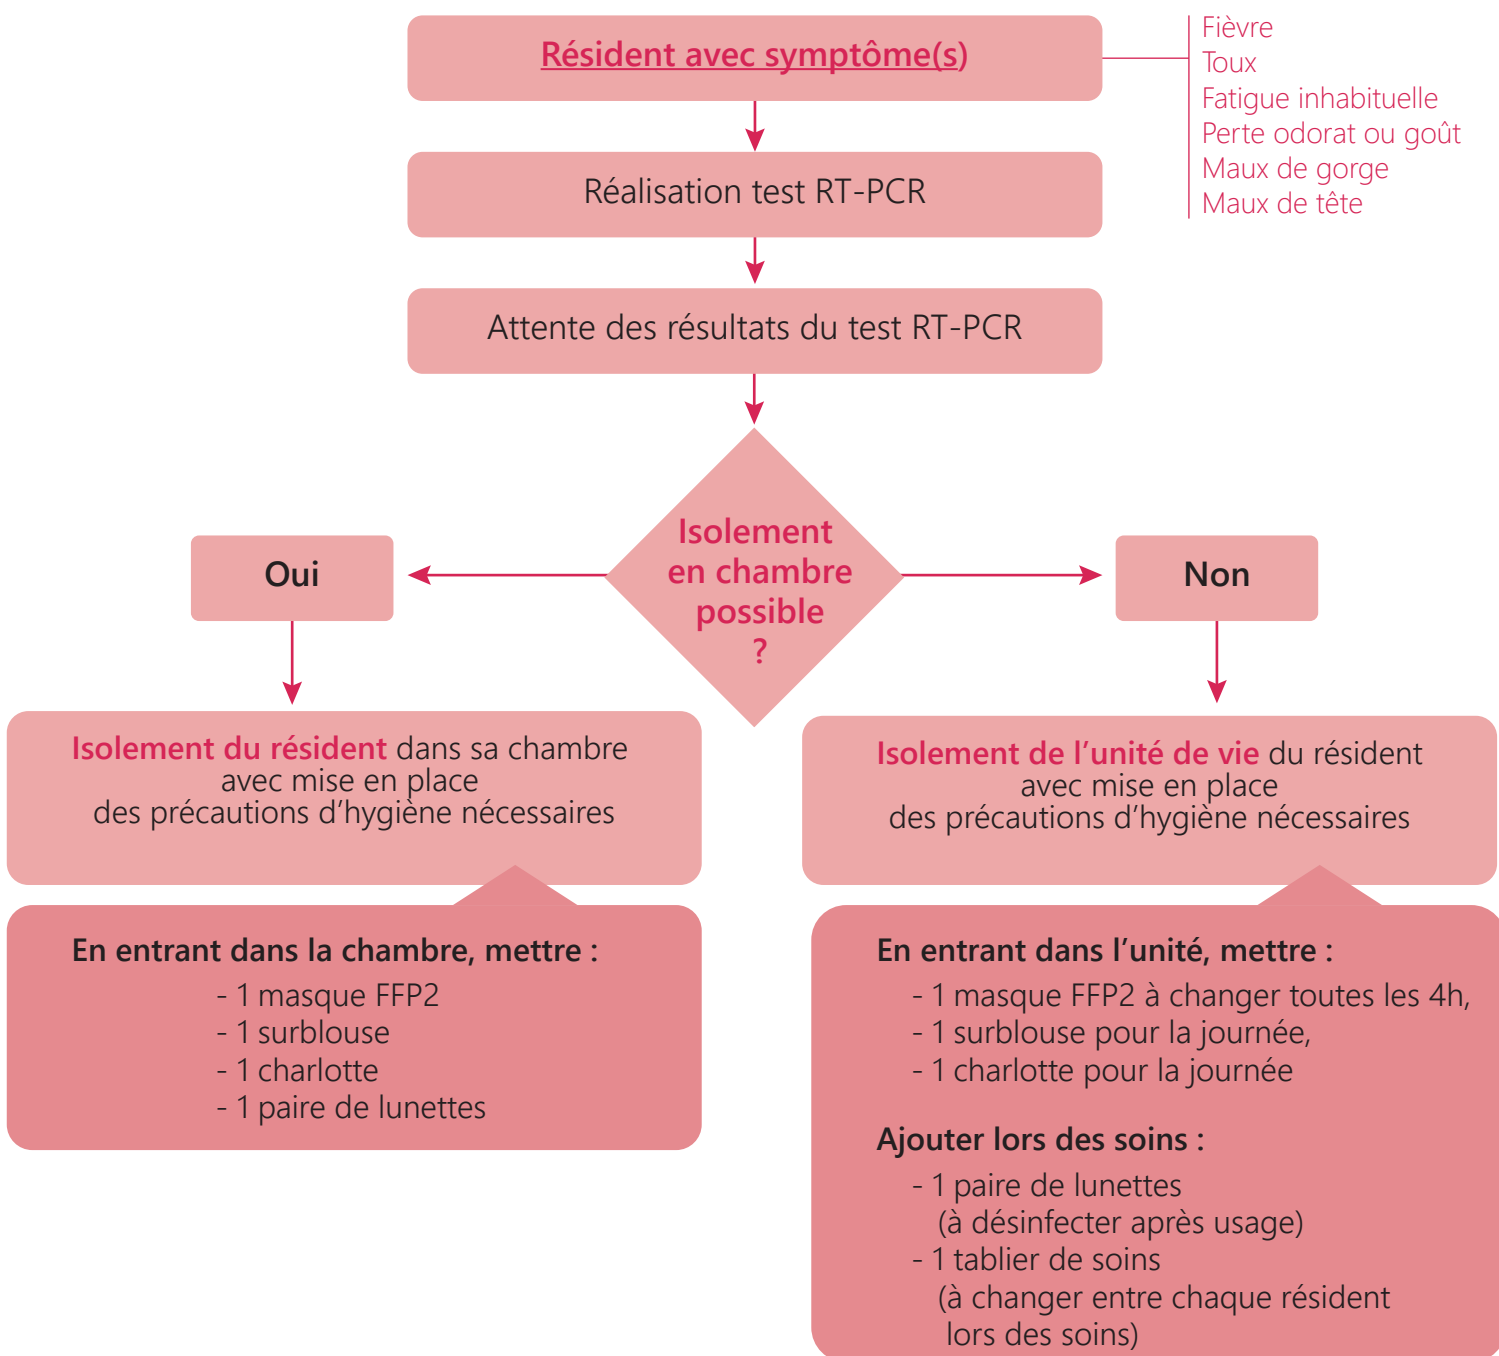 Résident avec symptôme(s)
Fièvre
Toux
Fatigue inhabituelle
Perte odorat ou goût
Maux de gorge
Maux de tête
Réalisation test RT-PCR
Attente des résultats du test RT-PCR
Isolement
en chambre
possible
?
Oui
Non
Isolement du résident dans sa chambre
avec mise en place
des précautions d'hygiène nécessaires
En entrant dans la chambre, mettre :
- 1 masque FFP2
- 1 surblouse
- 1 charlotte
- 1 paire de lunettes
Isolement de l'unité de vie du résident
avec mise en place
des précautions d'hygiène nécessaires
En entrant dans l'unité, mettre :
- 1 masque FFP2 à changer toutes les 4h,
- 1 surblouse pour la journée,
- 1 charlotte pour la journée
Ajouter lors des soins :
- 1 paire de lunettes
(à désinfecter après usage)
- 1 tablier de soins
(à changer entre chaque résident
lors des soins)